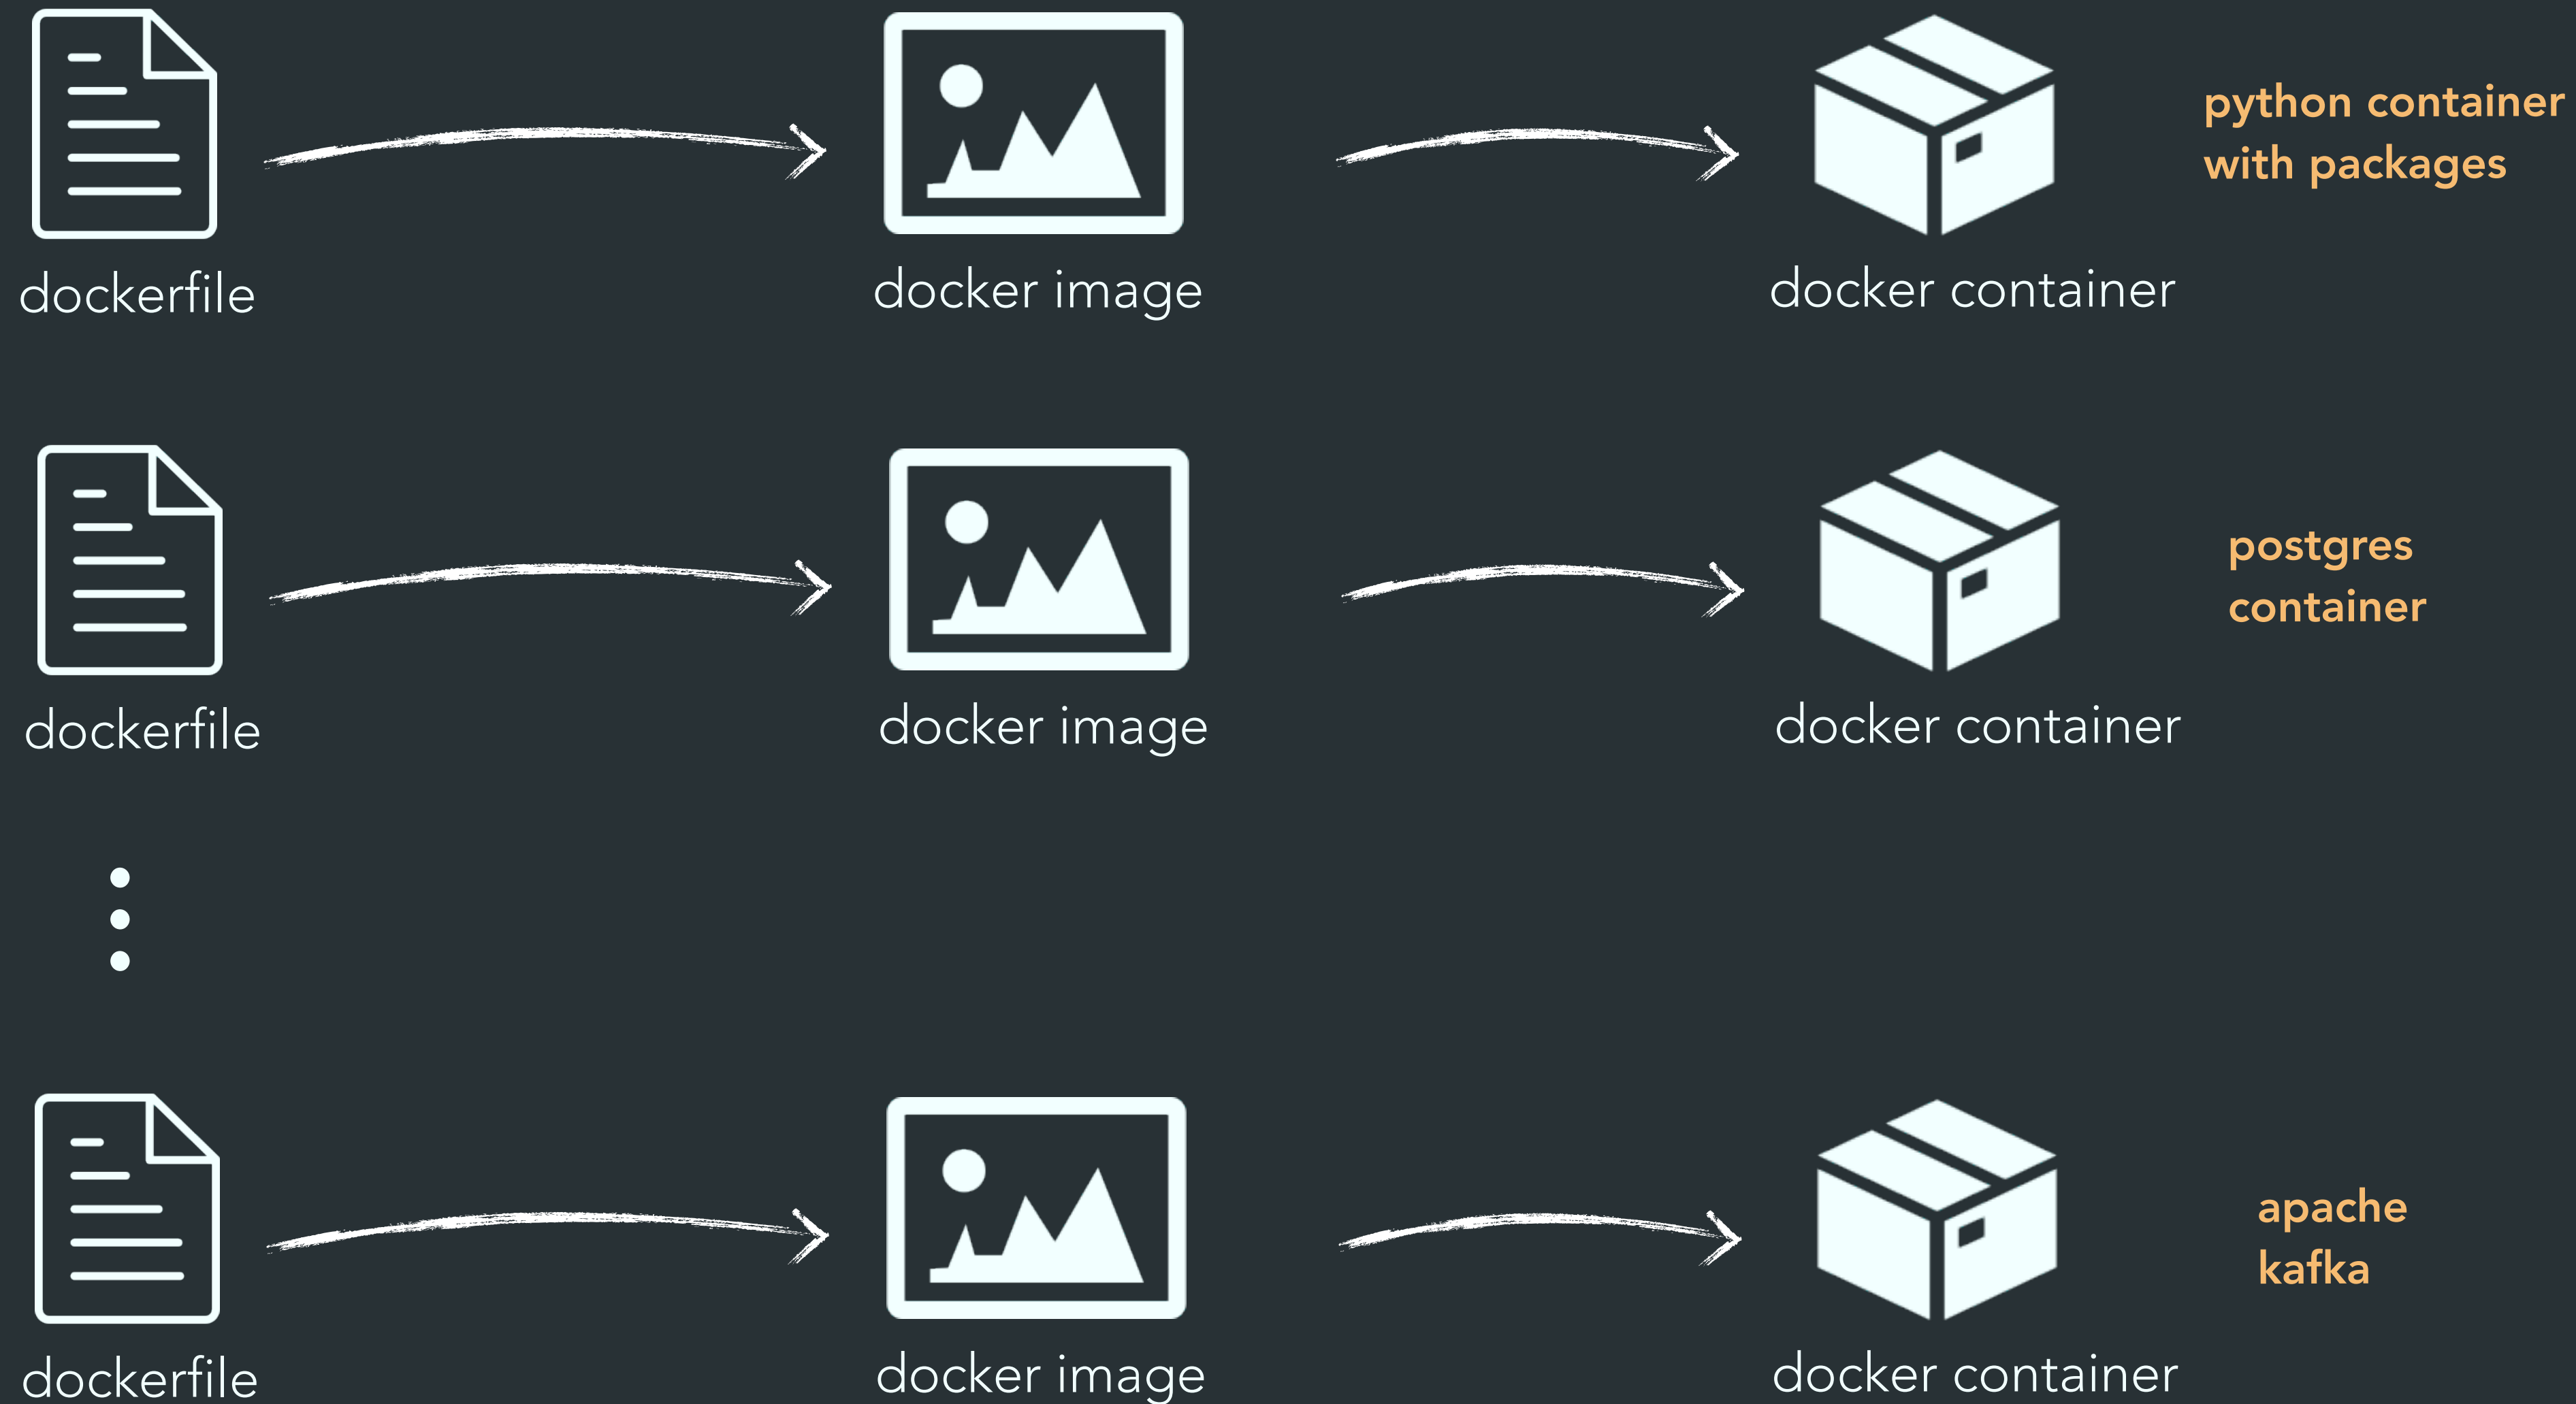 python container
with packages
dockerfile
docker image
docker container
postgres
container
dockerfile
docker image
docker container
apache
kafka
dockerfile
docker image
docker container